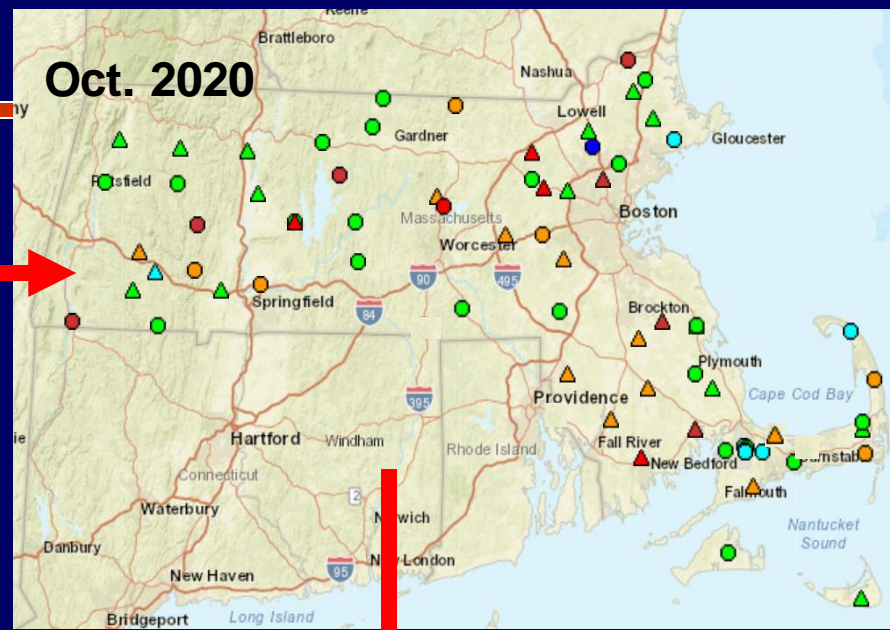 Keene
Brattleboro
Oct. 2020
Nashua
ny
Lowell
Gardner
Gloucester
Massachusetts
Boston
Worcester
90
495
Springfield
84
Brockton
Plymouth
395
Providence
Cape Cod Bay
Hartford
Windham
Rhode Island
Fall River
New Bedford
Connecticut
Falmouth
2
Waterbury
Norwich
Nantucket
Sound
Danbury
New London
95
New Haven
Long Island
Bridgeport